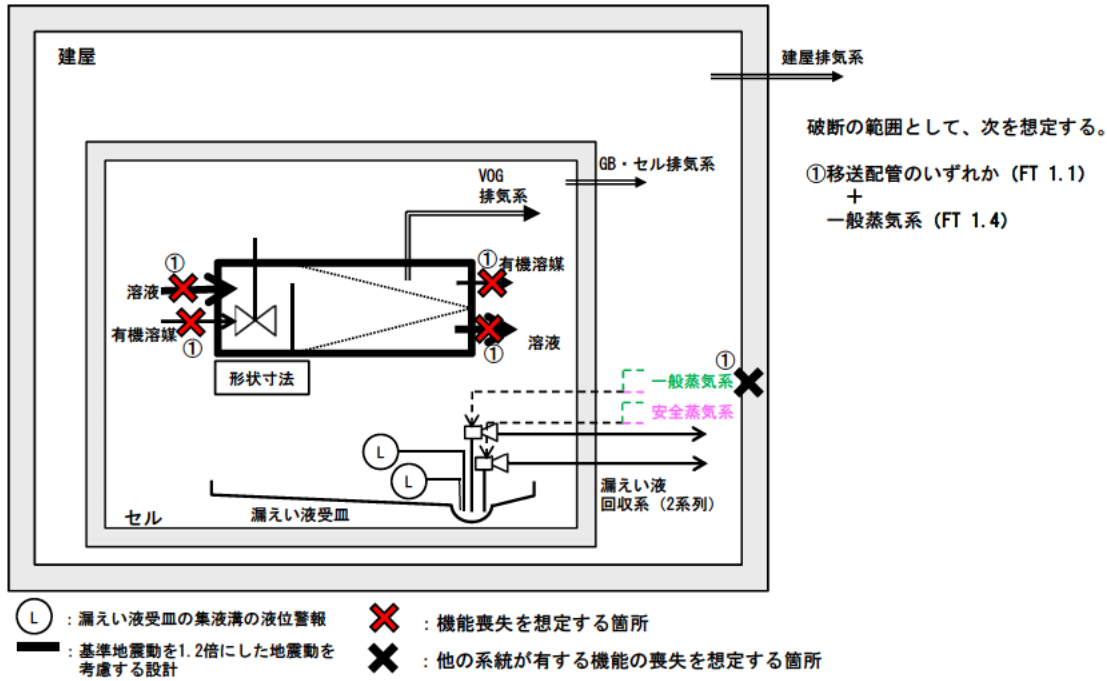 建屋
建屋排気系
破断の範囲として、次を想定する。
①移送配管のいずれか（FT 1.1）
＋
一般蒸気系（FT 1.4）
GB・セル排気系
VOG
排気系
①
①有機溶媒
溶液
有機溶媒
①
①
溶液
形状寸法
①
一般蒸気系
安全蒸気系
L
L
漏えい液
回収系（2系列）
セル
漏えい液受皿
L
：漏えい液受皿の集液溝の液位警報
：機能喪失を想定する箇所
：基準地震動を1.2倍にした地震動を
考慮する設計
：他の系統が有する機能の喪失を想定する箇所